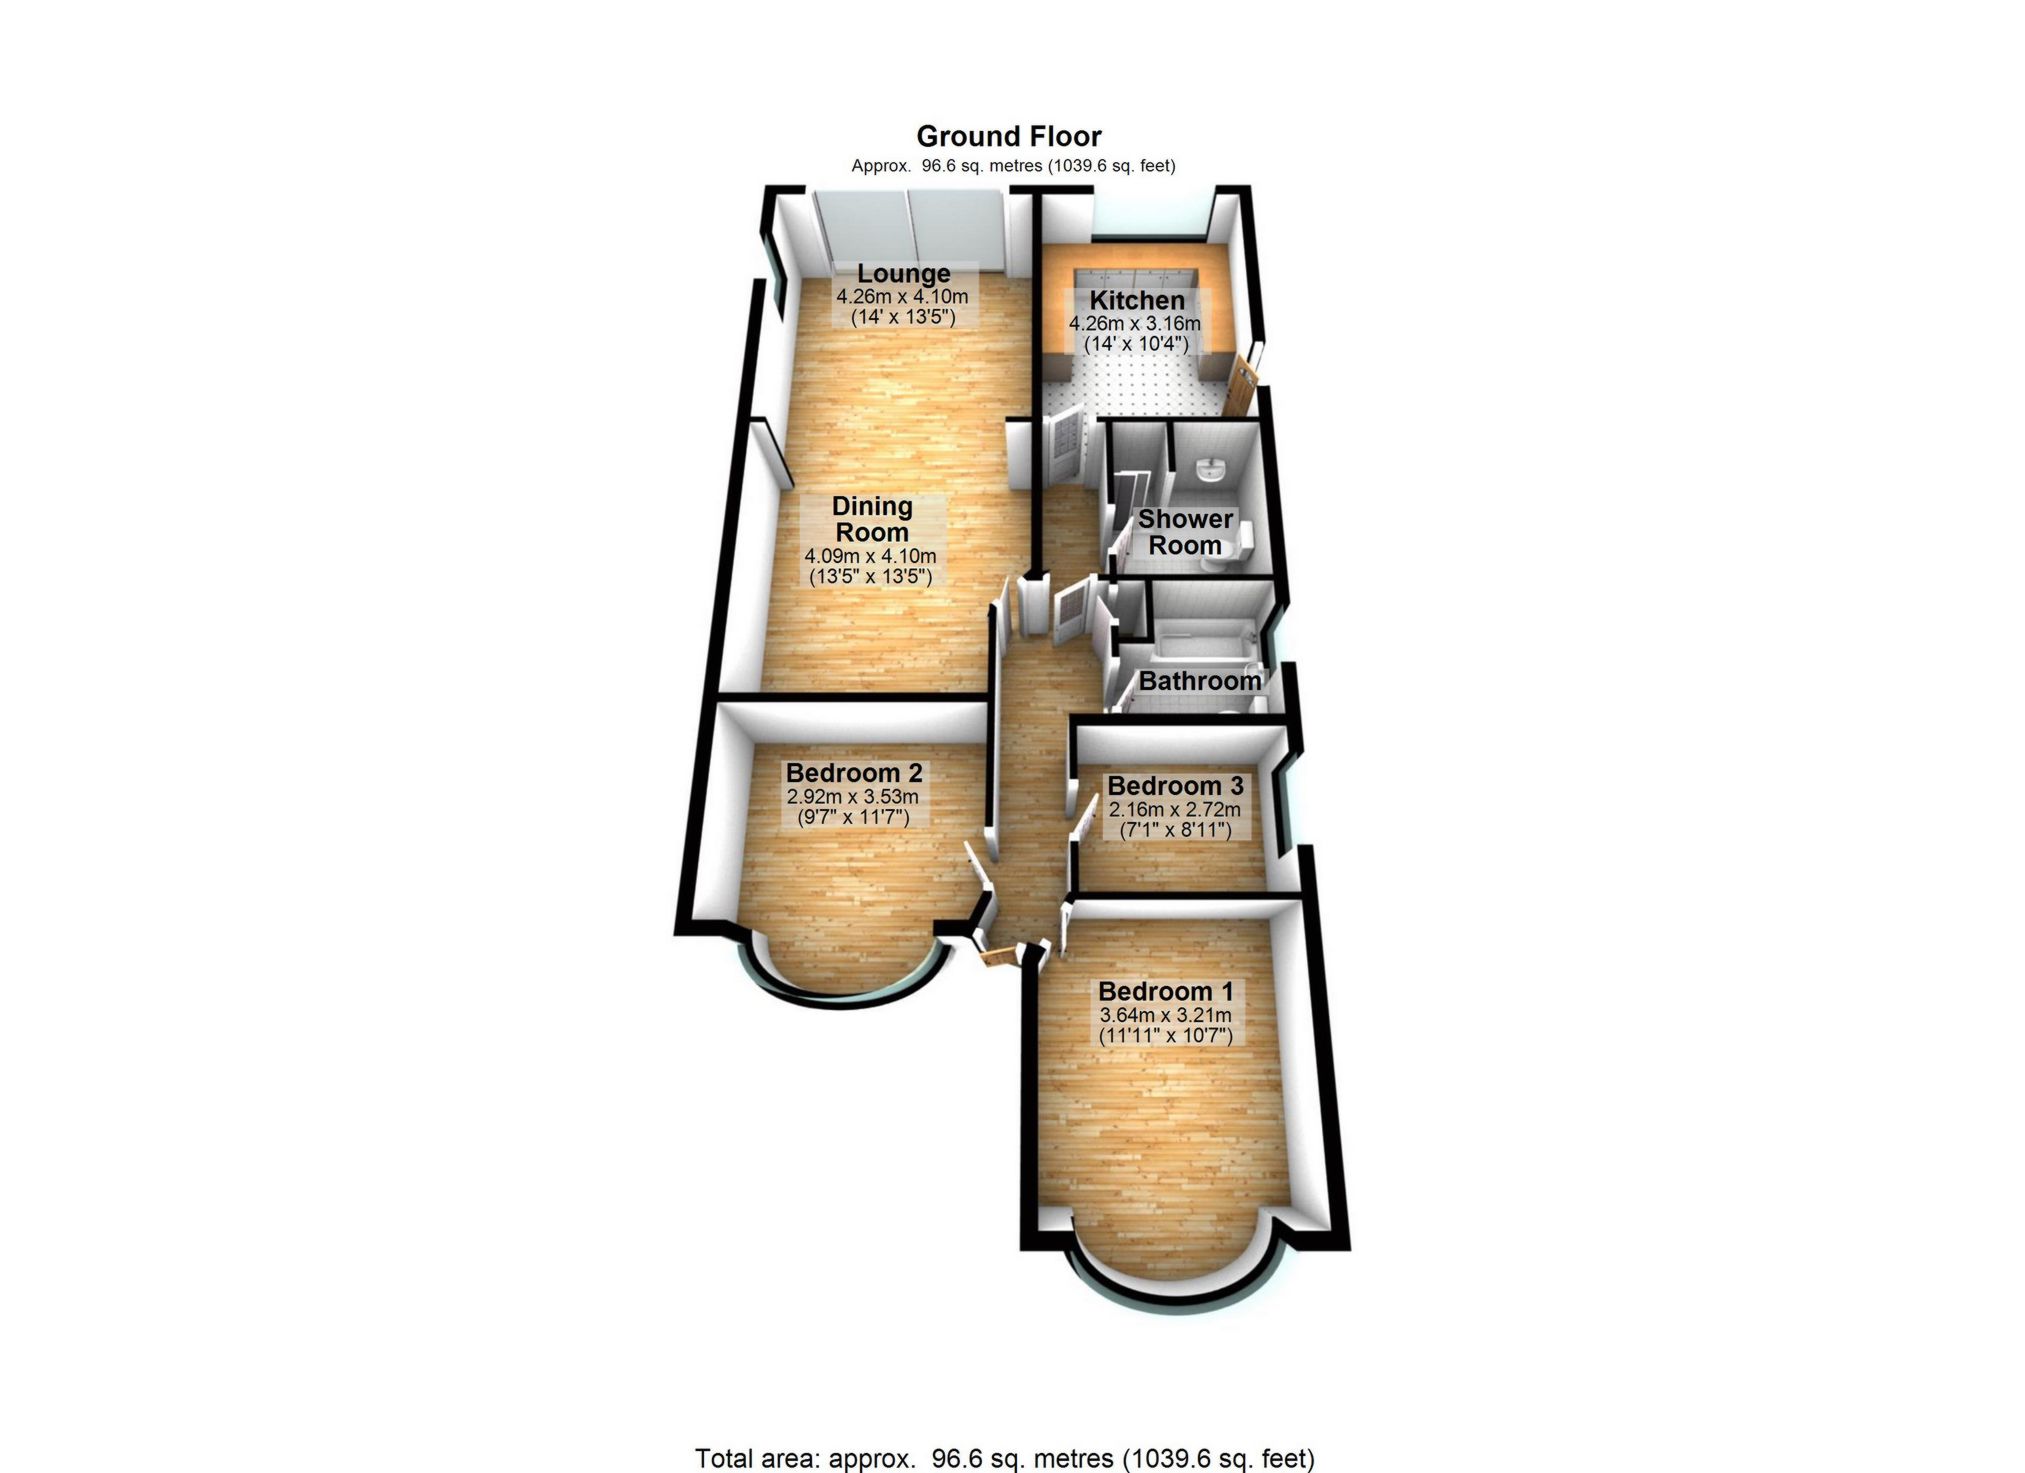 Ground Floor
Approx.  96.6 sq. metres (1039.6 sq. feet)
Lounge
4.26m x 4.10m
(14' x 13'5")
Kitchen
4.26m x 3.16m
(14' x 10'4")
Dining
Room
4.09m x 4.10m
(13'5" x 13'5")
Shower
Room
Bathroom
Bedroom 2
2.92m x 3.53m
(9'7" x 11'7")
Bedroom 3
2.16m x 2.72m
(7'1" x 8'11")
Bedroom 1
3.64m x 3.21m
(11'11" x 10'7")
Total area: approx.  96.6 sq. metres (1039.6 sq. feet)